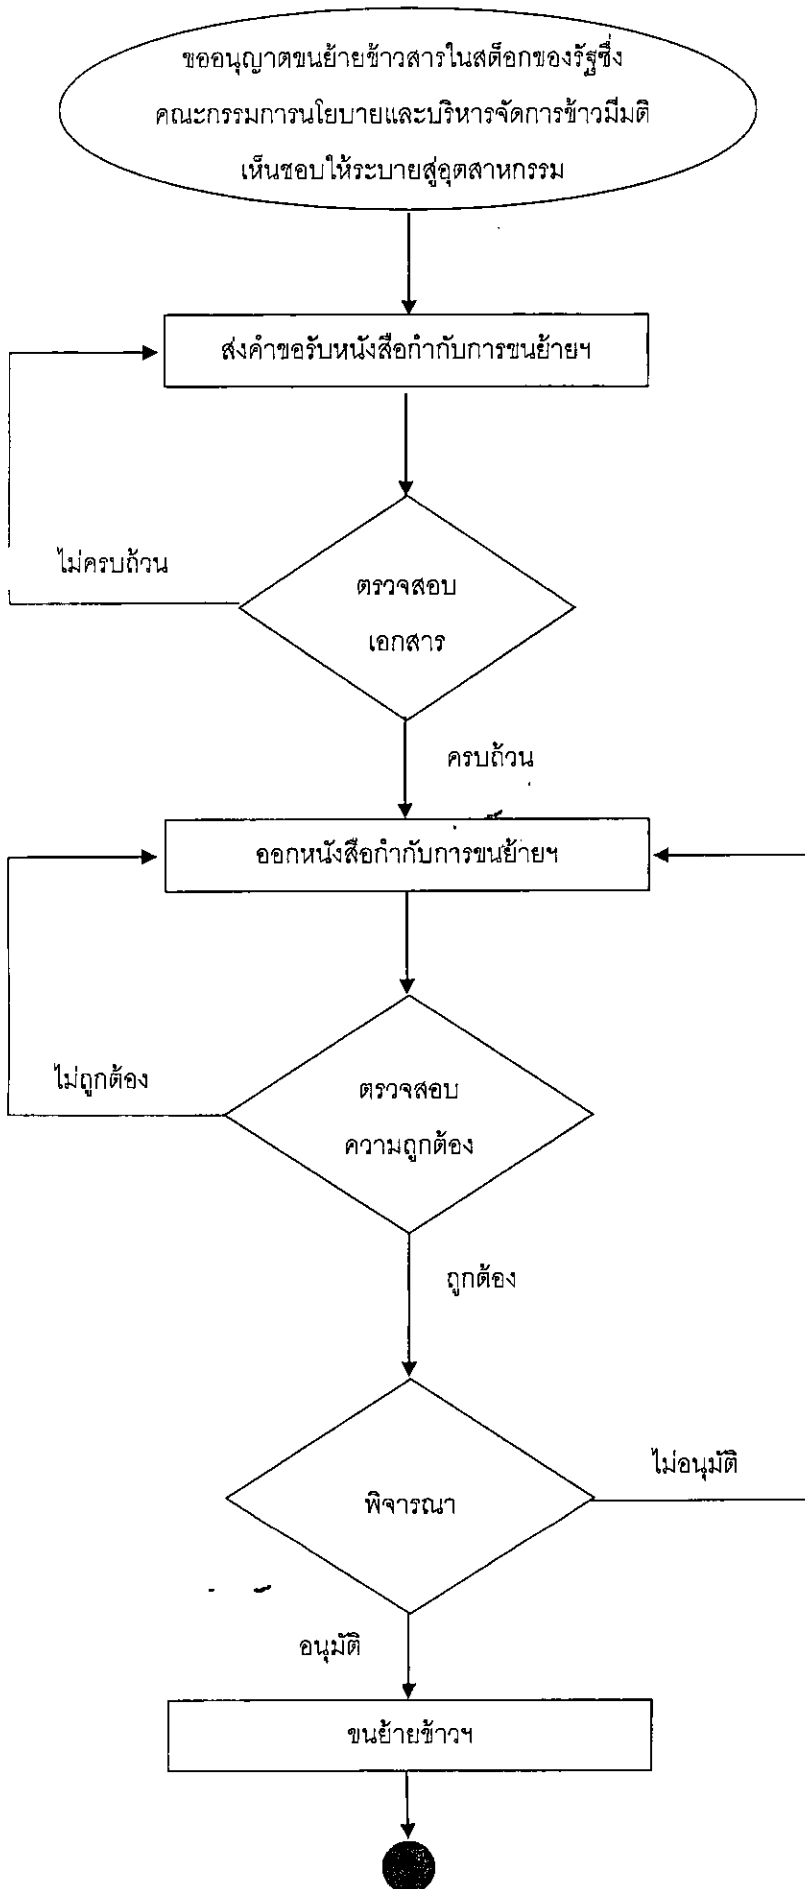 ขออนุญาตขนย้ายข้าวสารในสต็อกของรัฐซึ่ง
คณะกรรมการนโยบายและบริหารจัดการข้าวมีมติ
เห็นชอบให้ระบายสู่อุตสาหกรรม
ส่งคำขอรับหนังสือกำกับการขนย้ายฯ
ไม่ครบถ้วน
ตรวจสอบ
เอกสาร
ครบถ้วน
ออกหนังสือกำกับการขนย้ายฯ
ไม่ถูกต้อง
ตรวจสอบ
ความถูกต้อง
ถูกต้อง
ไม่อนุมัติ
พิจารณา
อนุมัติ
ขนย้ายข้าวฯ